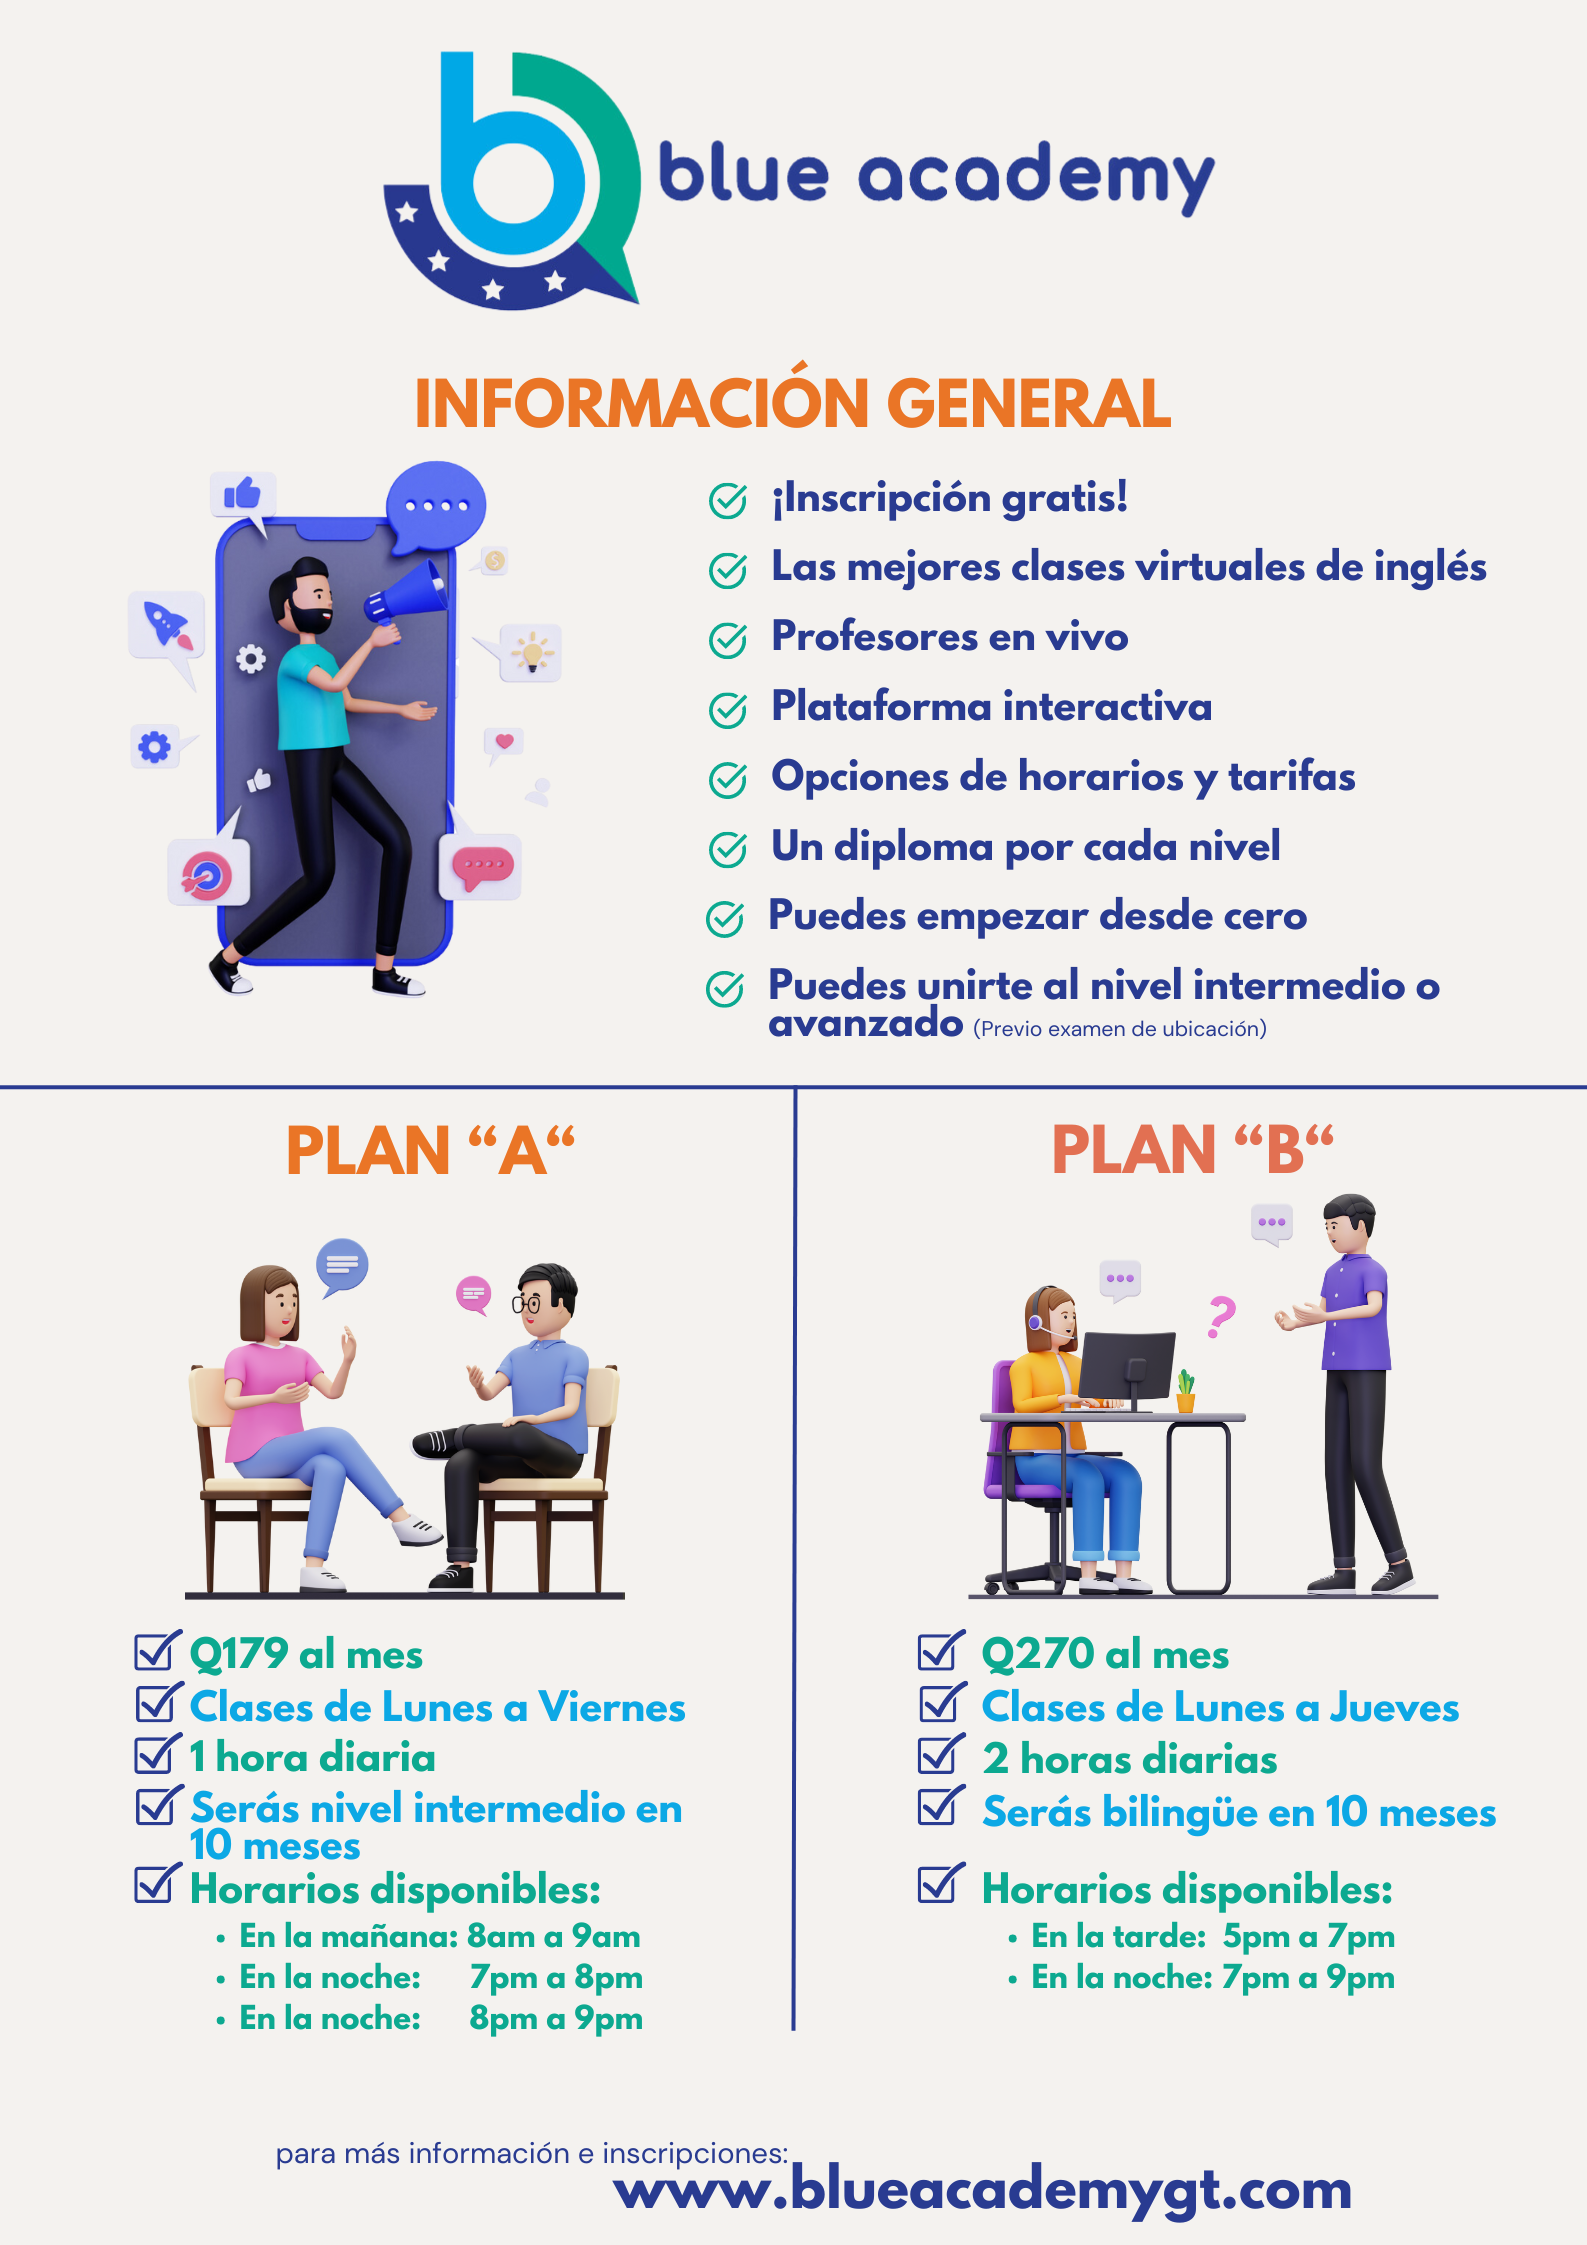 blue academy
INFORMACIÓN GENERAL
¡Inscripción gratis!
Las mejores clases virtuales de inglés
Profesores en vivo
Plataforma interactiva
Opciones de horarios y tarifas
Un diploma por cada nivel
Puedes empezar desde cero
Puedes unirte al nivel intermedio o
avanzado (Previo examen de ubicación)
PLAN “A“
Q179 al mes
Clases de Lunes a Viernes
1 hora diaria
Serás nivel intermedio en
10 meses
Horarios disponibles:
• En la mañana: 8am a 9am
• En la noche: 7pm a 8pm
• En la noche: 8pm a 9pm
PLAN “B“
Q270 al mes
Clases de Lunes a Jueves
2 horas diarias
Serás bilingüe en 10 meses
Horarios disponibles:
• En la tarde: 5pm a 7pm
• En la noche: 7pm a 9pm
para más información e inscripciones:
www.blueacademygt.com